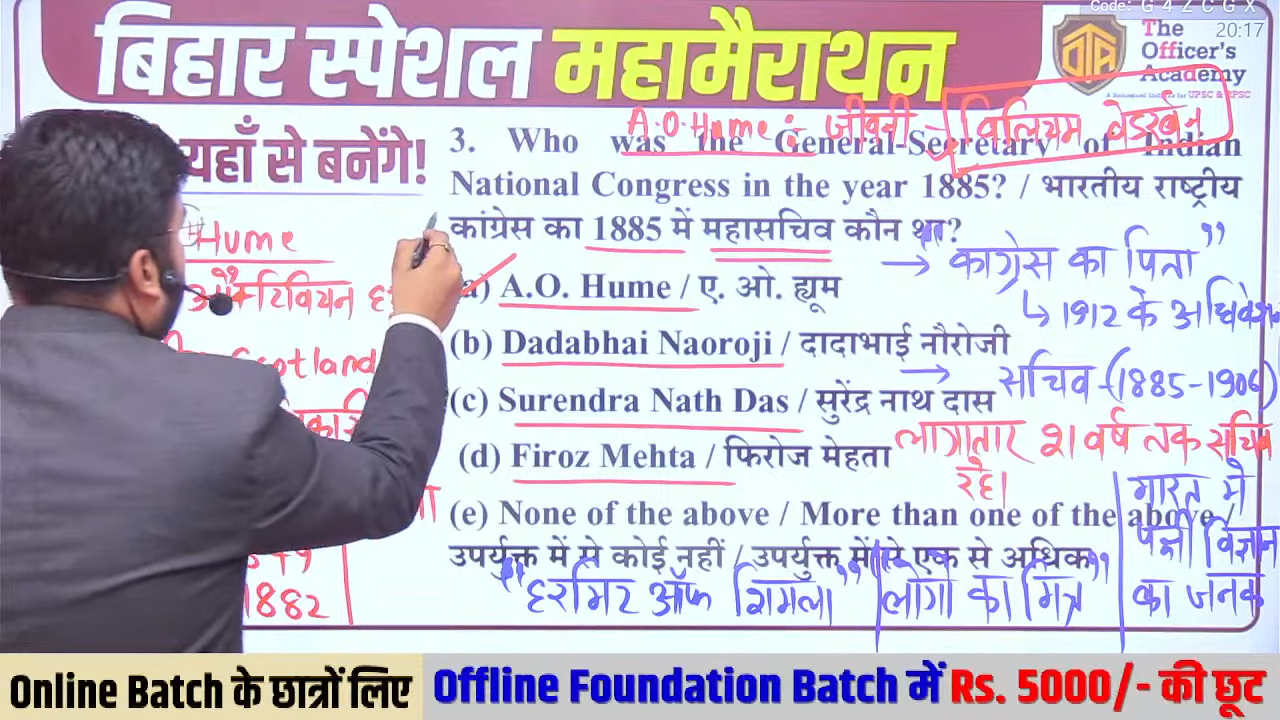 Code: G 4 Z C G X
बिहार स्पेशल महामैराथन
The
Officer's
Academy
20:17
यहाँ से बनेंगे!
A.O.Hume :- जीवनी → विलियम वेडरबर्न
3. Who was the General-Secretary of Indian
National Congress in the year 1885? / भारतीय राष्ट्रीय
कांग्रेस का 1885 में महासचिव कौन था?
(a) A.O. Hume / ए. ओ. ह्यूम
(b) Dadabhai Naoroji / दादाभाई नौरोजी
(c) Surendra Nath Das / सुरेंद्र नाथ दास
(d) Firoz Mehta / फिरोज मेहता
(e) None of the above / More than one of the above /
उपर्युक्त में से कोई नहीं / उपर्युक्त में से एक से अधिक
Hume
1882
→ "कांग्रेस का पिता"
↳ 1912 के
→ सचिव - (1885-1906)
लगातार 21 वर्ष तक सचिव
रहे।
भारत में
पक्षी विज्ञान
का जनक
"हरमिट ऑफ शिमला"
लोगों का मित्र"
Online Batch के छात्रों लिए
Offline Foundation Batch में Rs. 5000/- की छूट